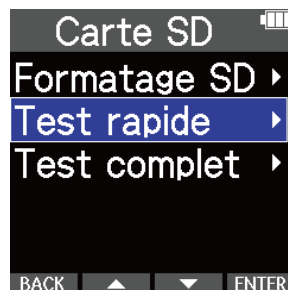 Carte SD
Formatage SD
Test rapide
Test complet
BACK ENTER